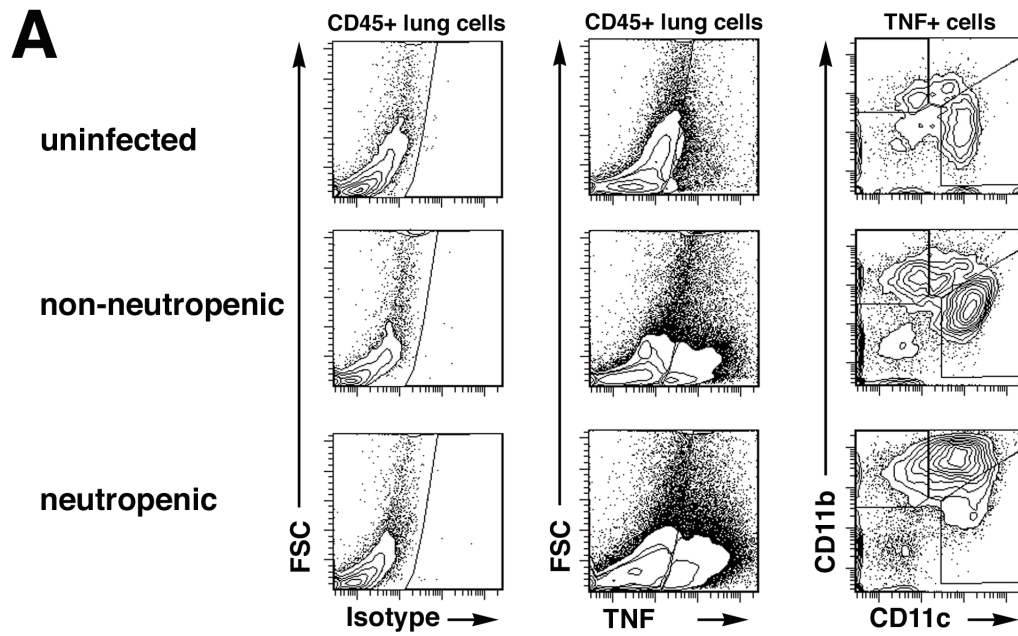 A
CD45+ lung cells
CD45+ lung cells
TNF+ cells
uninfected
non-neutropenic
neutropenic
FSC
FSC
CD11b
Isotype
TNF
CD11c